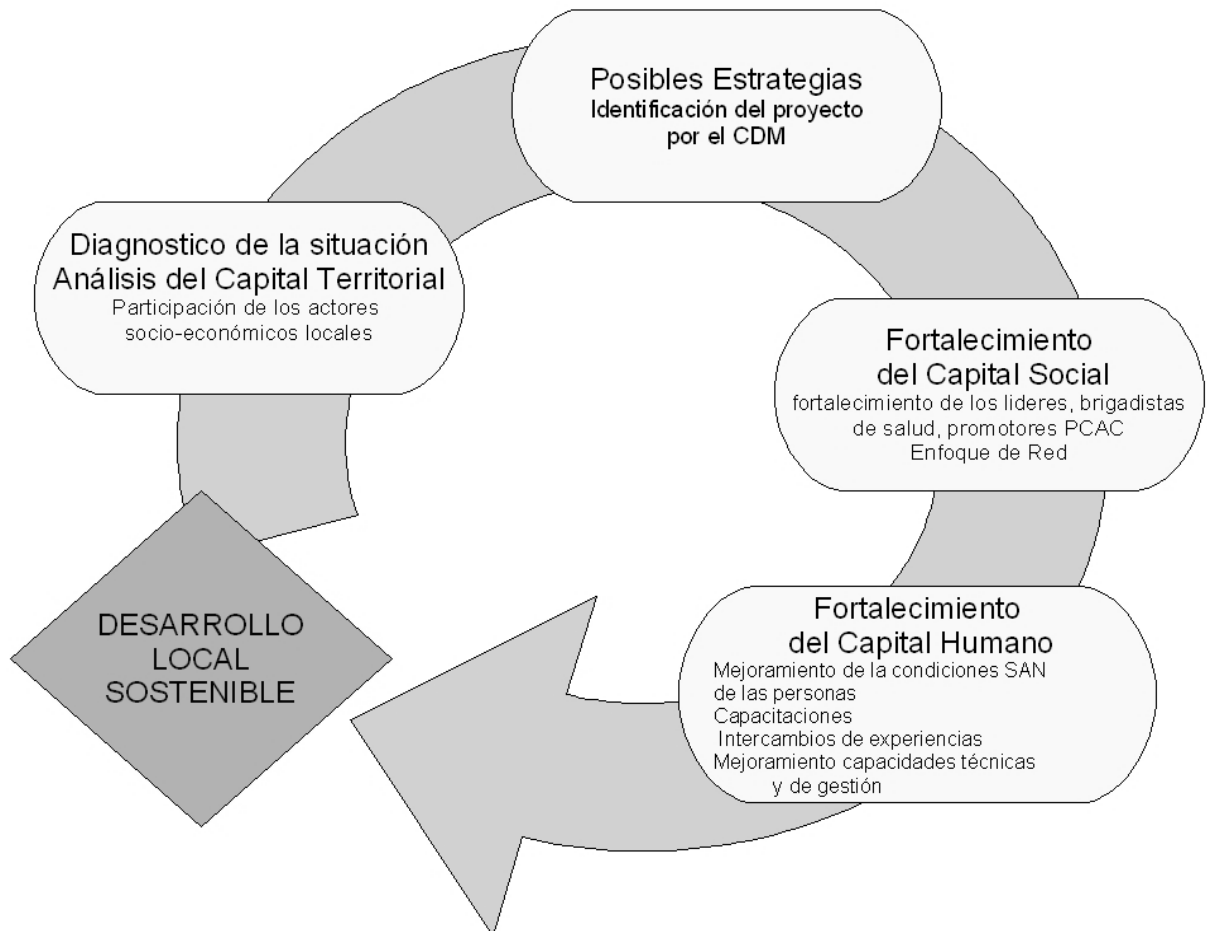 Posibles Estrategias
Identificación del proyecto
por el CDM
Diagnostico de la situación
Análisis del Capital Territorial
Participación de los actores
socio-económicos locales
Fortalecimiento
del Capital Social
fortalecimiento de los lideres, brigadistas
de salud, promotores PCAC
Enfoque de Red
Fortalecimiento
del Capital Humano
Mejoramiento de la condiciones SAN
de las personas
Capacitaciones
Intercambios de experiencias
Mejoramiento capacidades técnicas
y de gestión
DESARROLLO
LOCAL
SOSTENIBLE